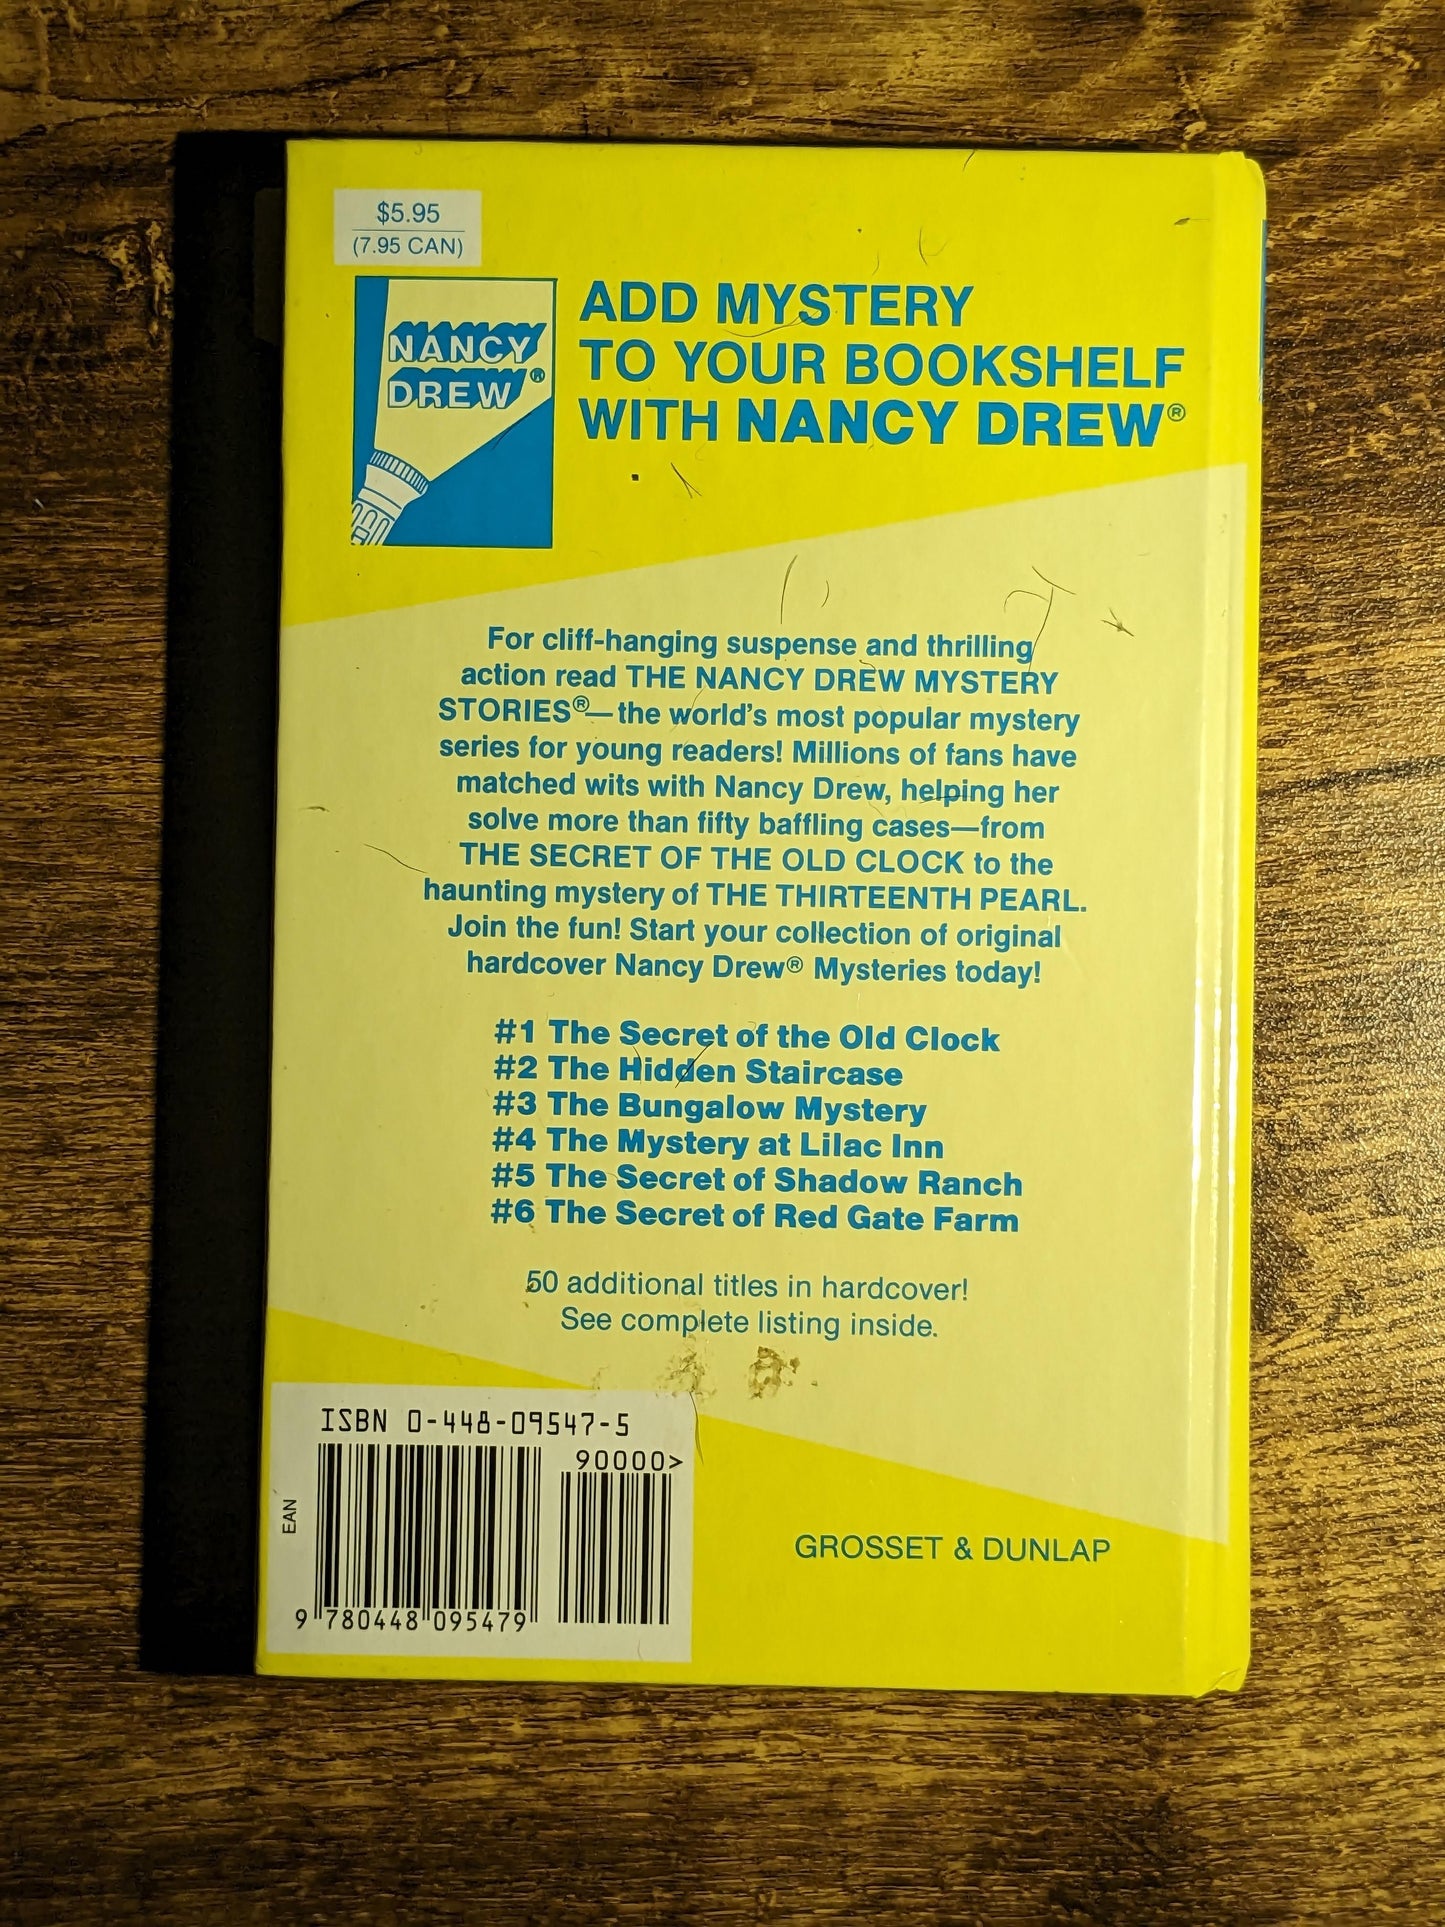 $5.95
(7.95 CAN)
NANCY
DREW®
ADD MYSTERY
TO YOUR BOOKSHELF
WITH NANCY DREW®
For cliff-hanging suspense and thrilling
action read THE NANCY DREW MYSTERY
STORIES®—the world's most popular mystery
series for young readers! Millions of fans have
matched wits with Nancy Drew, helping her
solve more than fifty baffling cases—from
THE SECRET OF THE OLD CLOCK to the
haunting mystery of THE THIRTEENTH PEARL.
Join the fun! Start your collection of original
hardcover Nancy Drew® Mysteries today!
#1 The Secret of the Old Clock
#2 The Hidden Staircase
#3 The Bungalow Mystery
#4 The Mystery at Lilac Inn
#5 The Secret of Shadow Ranch
#6 The Secret of Red Gate Farm
50 additional titles in hardcover!
See complete listing inside.
ISBN 0-448-09547-5
90000>
EAN
9 780448 095479
GROSSET & DUNLAP